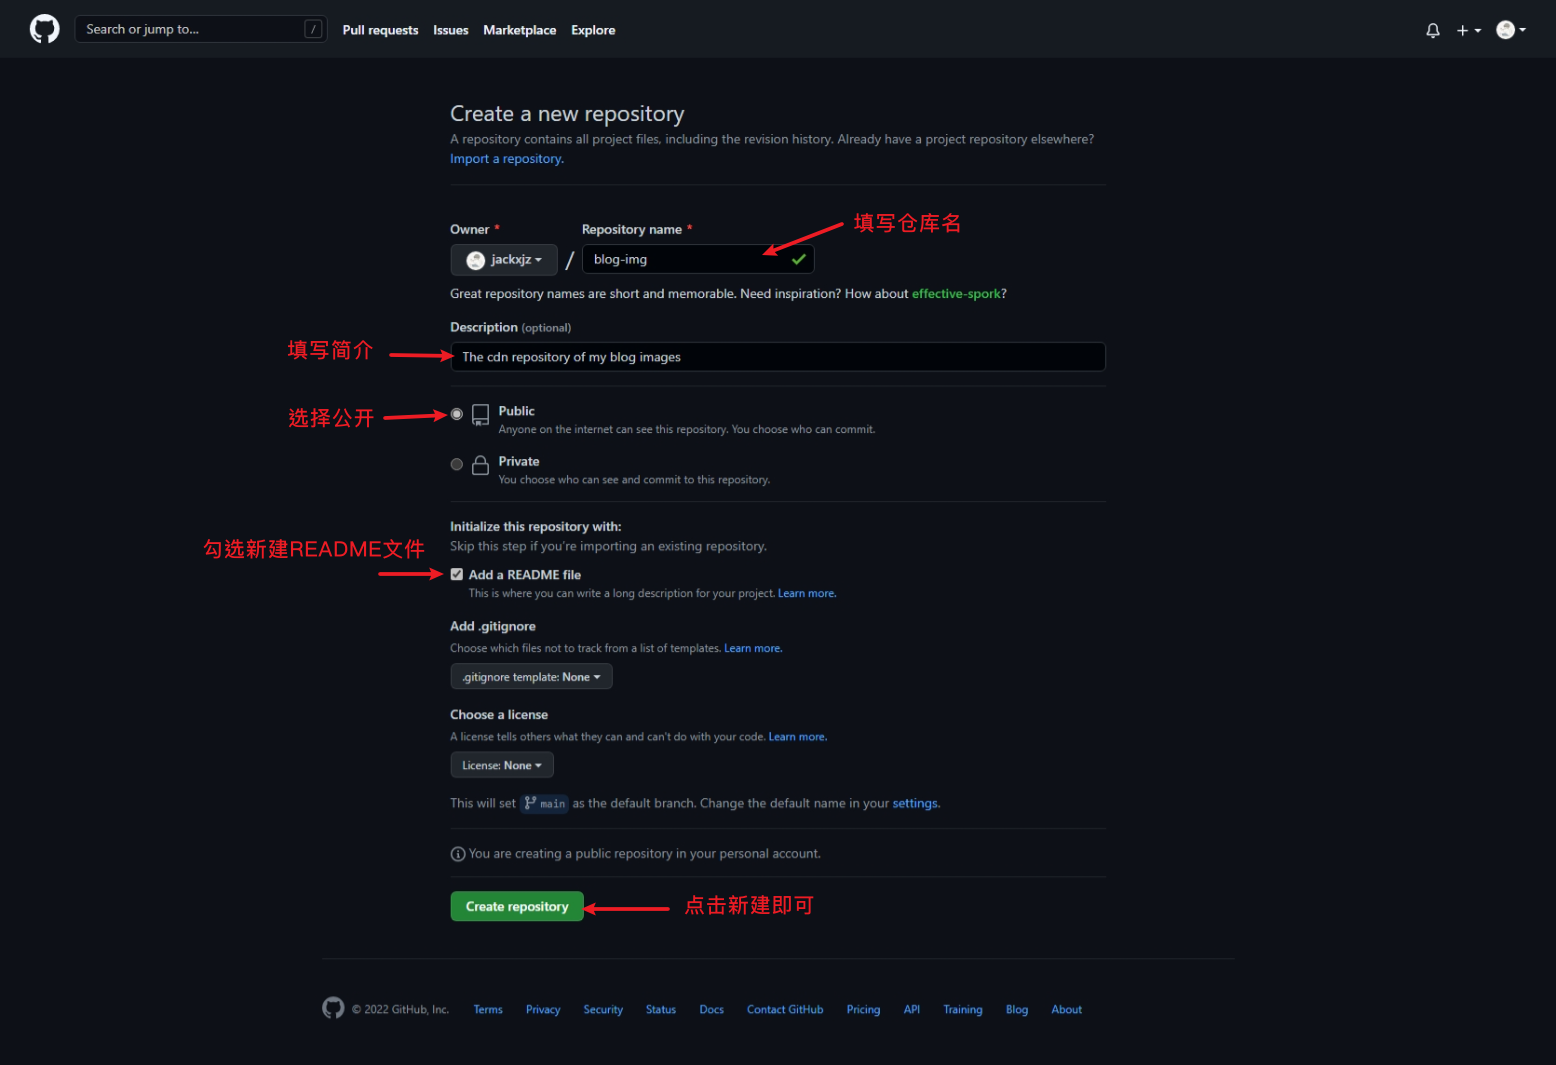 Search or jump to...
/
Pull requests
Issues
Marketplace
Explore
Create a new repository
A repository contains all project files, including the revision history. Already have a project repository elsewhere?
Import a repository.
Owner *
Repository name *
填写仓库名
jackxjz
/
blog-img
Great repository names are short and memorable. Need inspiration? How about effective-spork?
Description (optional)
填写简介
The cdn repository of my blog images
选择公开
Public
Anyone on the internet can see this repository. You choose who can commit.
Private
You choose who can see and commit to this repository.
Initialize this repository with:
Skip this step if you're importing an existing repository.
勾选新建README文件
Add a README file
This is where you can write a long description for your project. Learn more.
Add .gitignore
Choose which files not to track from a list of templates. Learn more.
.gitignore template: None
Choose a license
A license tells others what they can and can't do with your code. Learn more.
License: None
This will set main as the default branch. Change the default name in your settings.
You are creating a public repository in your personal account.
Create repository
点击新建即可
© 2022 GitHub, Inc.
Terms
Privacy
Security
Status
Docs
Contact GitHub
Pricing
API
Training
Blog
About